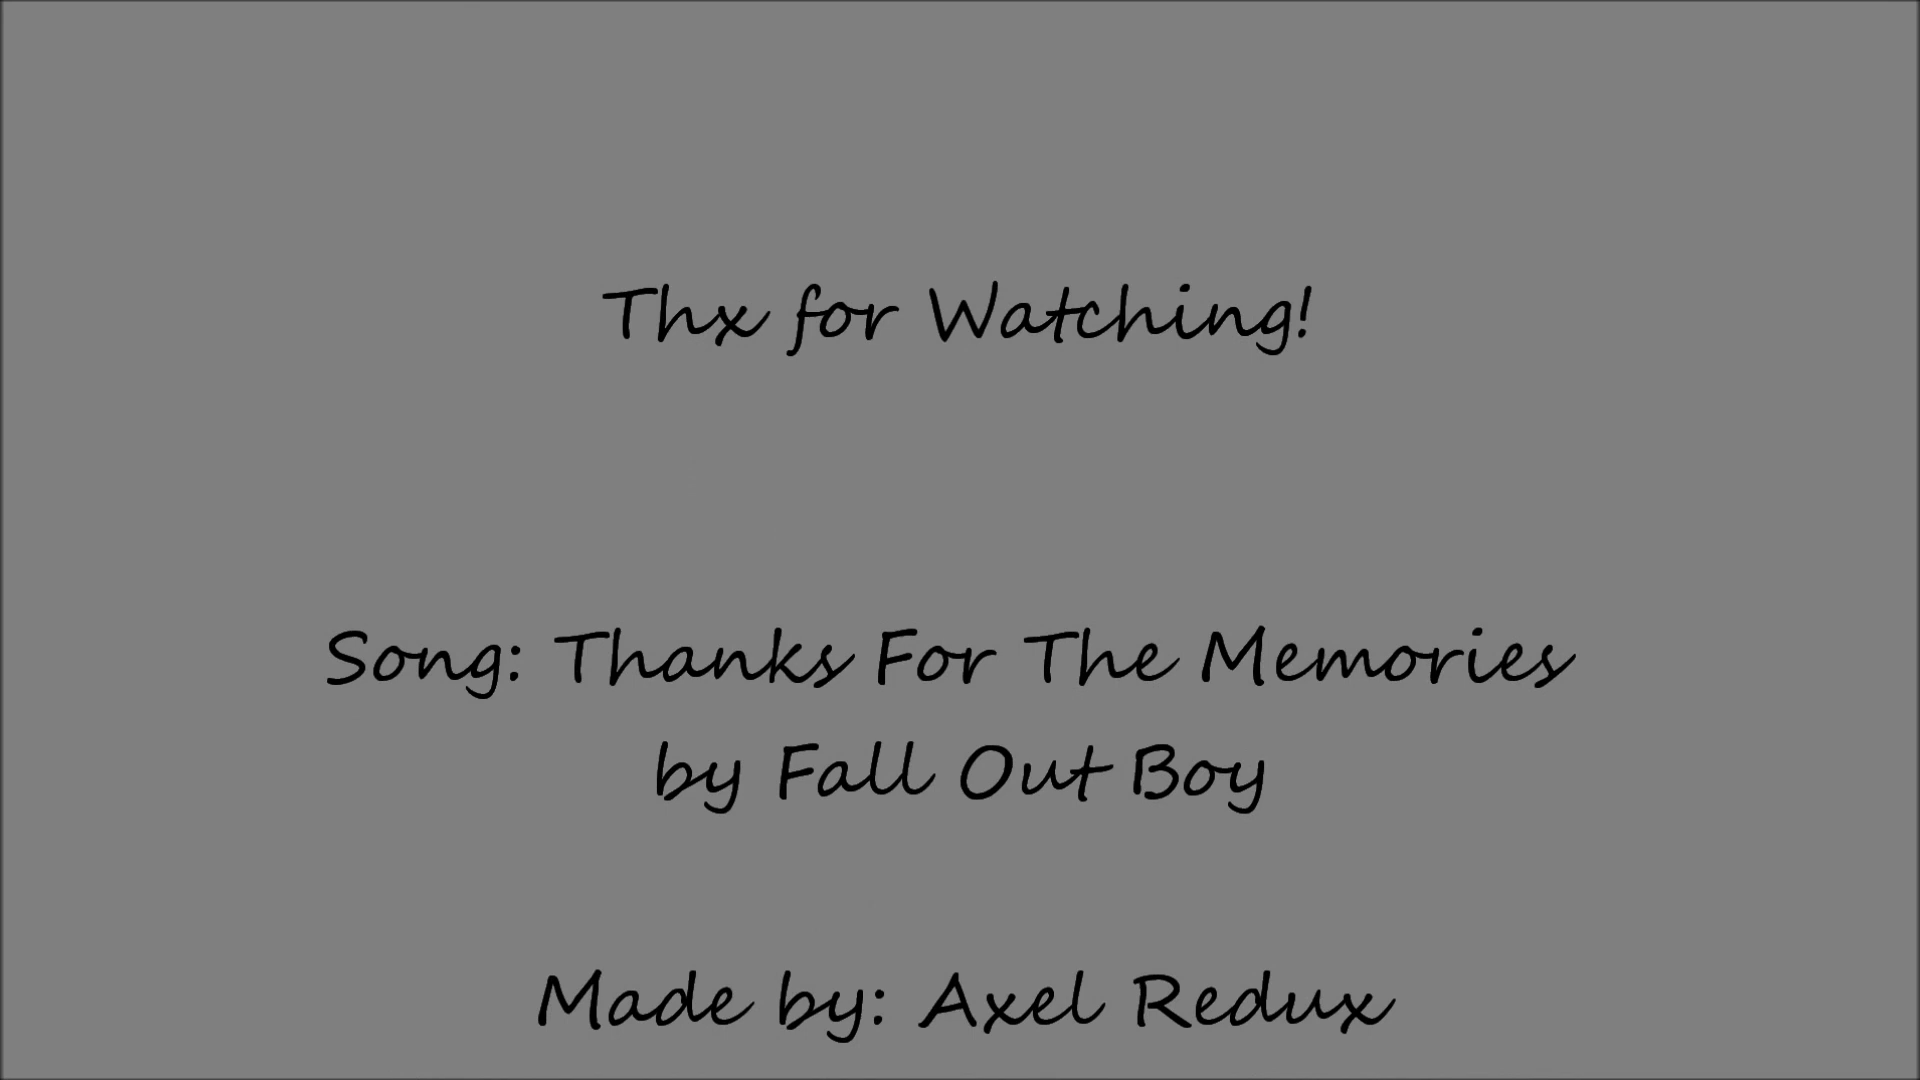 Thx for Watching!
Song: Thanks For The Memories
by Fall Out Boy
Made by: Axel Redux